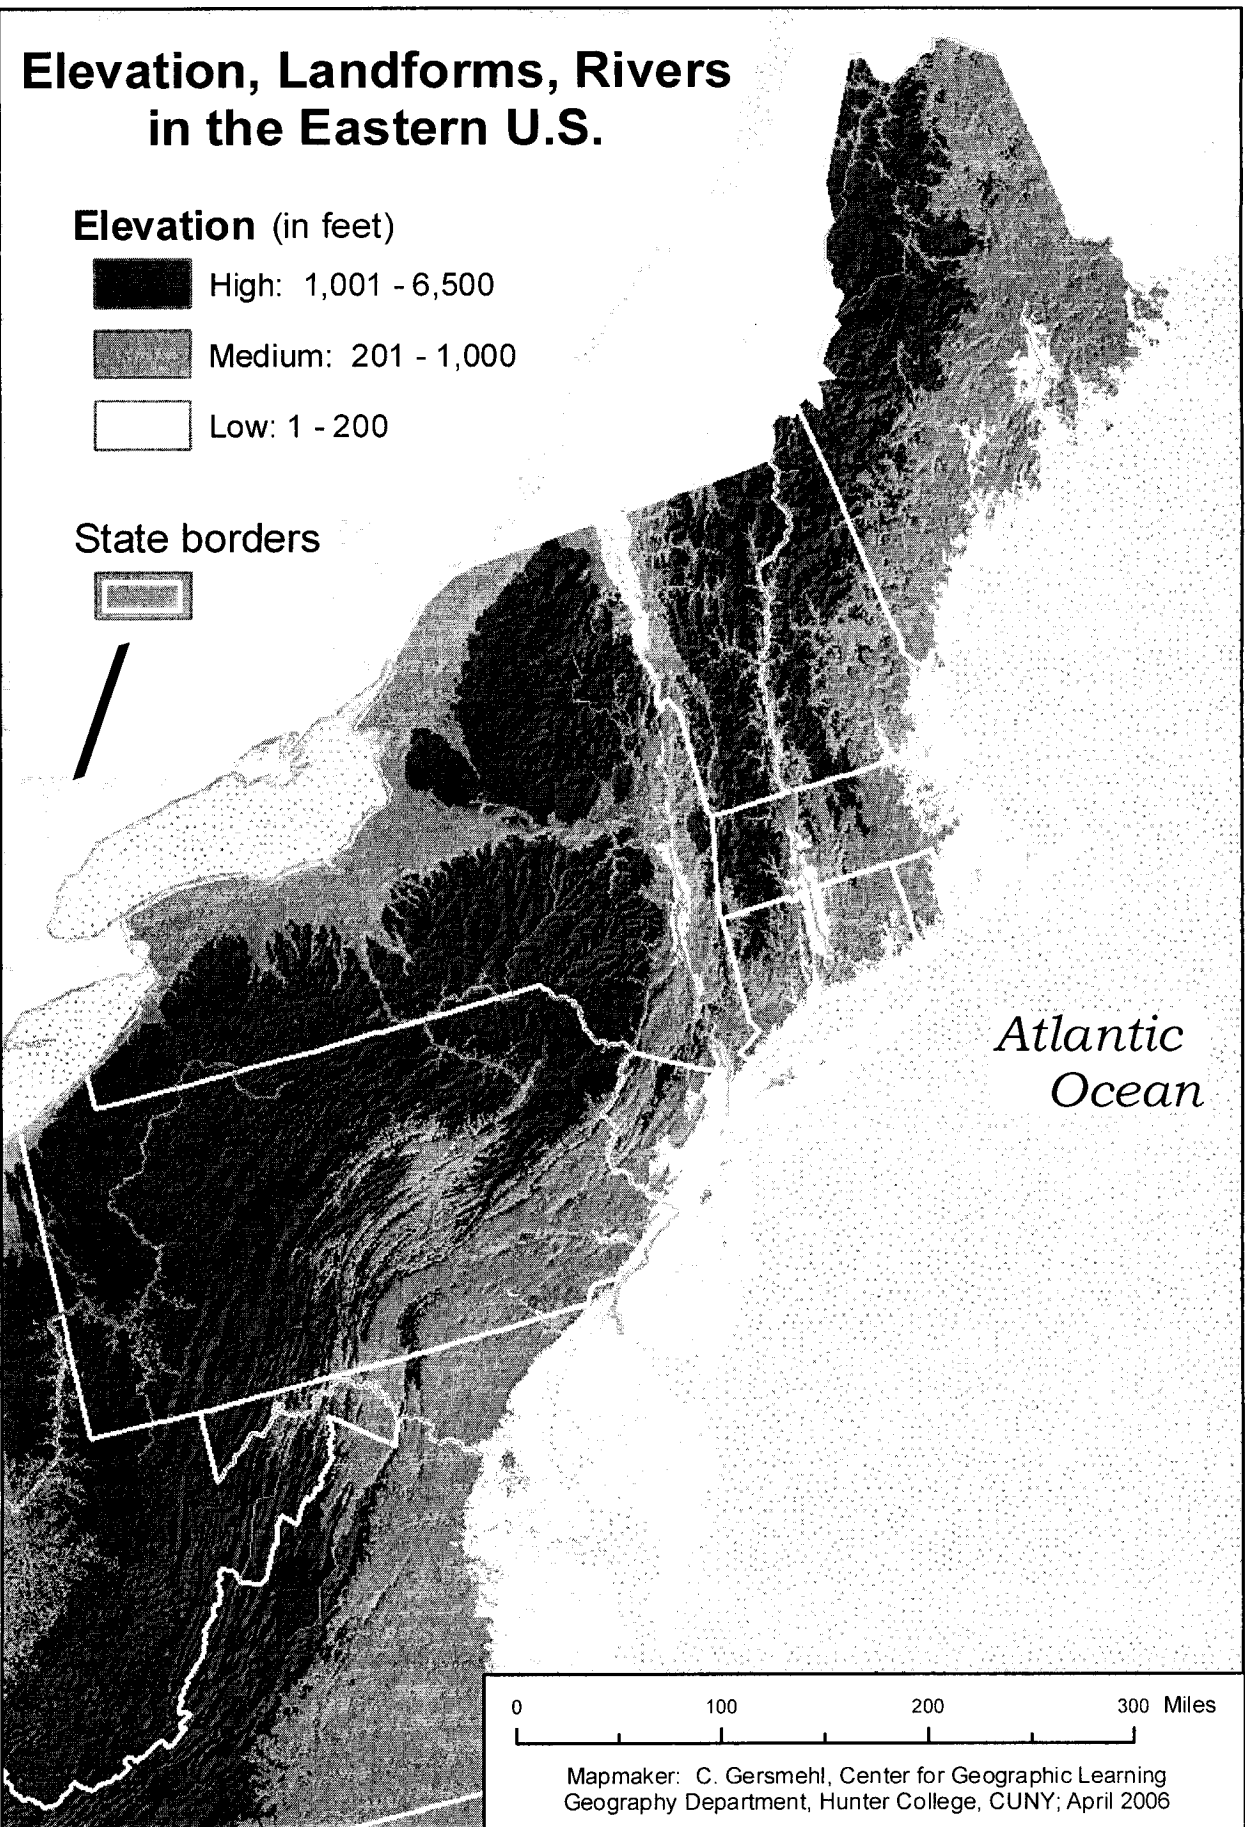 Elevation, Landforms, Rivers
in the Eastern U.S.
Elevation (in feet)
High: 1,001 - 6,500
Medium: 201 - 1,000
Low: 1 - 200
State borders
Atlantic
Ocean
0 100 200 300 Miles
Mapmaker: C. Gersmehl, Center for Geographic Learning
Geography Department, Hunter College, CUNY; April 2006